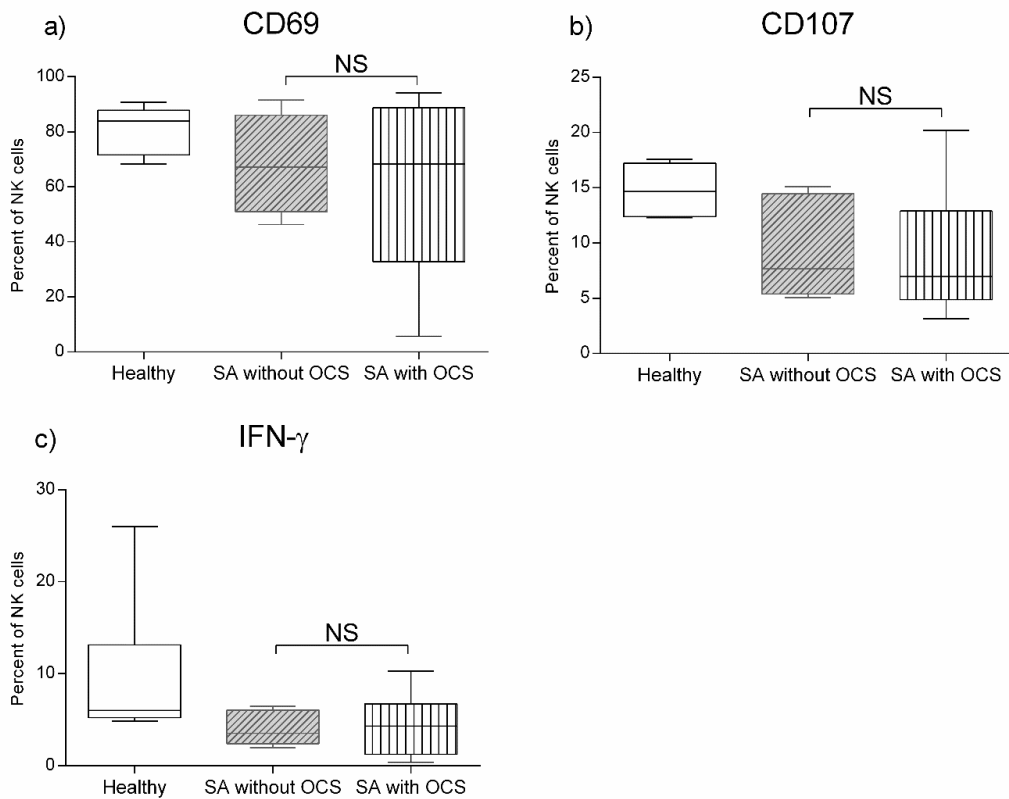 a)
CD69
NS
100
80
60
40
20
0
Percent of NK cells
Healthy
SA without OCS
SA with OCS
b)
CD107
NS
25
20
15
10
5
0
Percent of NK cells
Healthy
SA without OCS
SA with OCS
c)
IFN-γ
NS
30
20
10
0
Percent of NK cells
Healthy
SA without OCS
SA with OCS